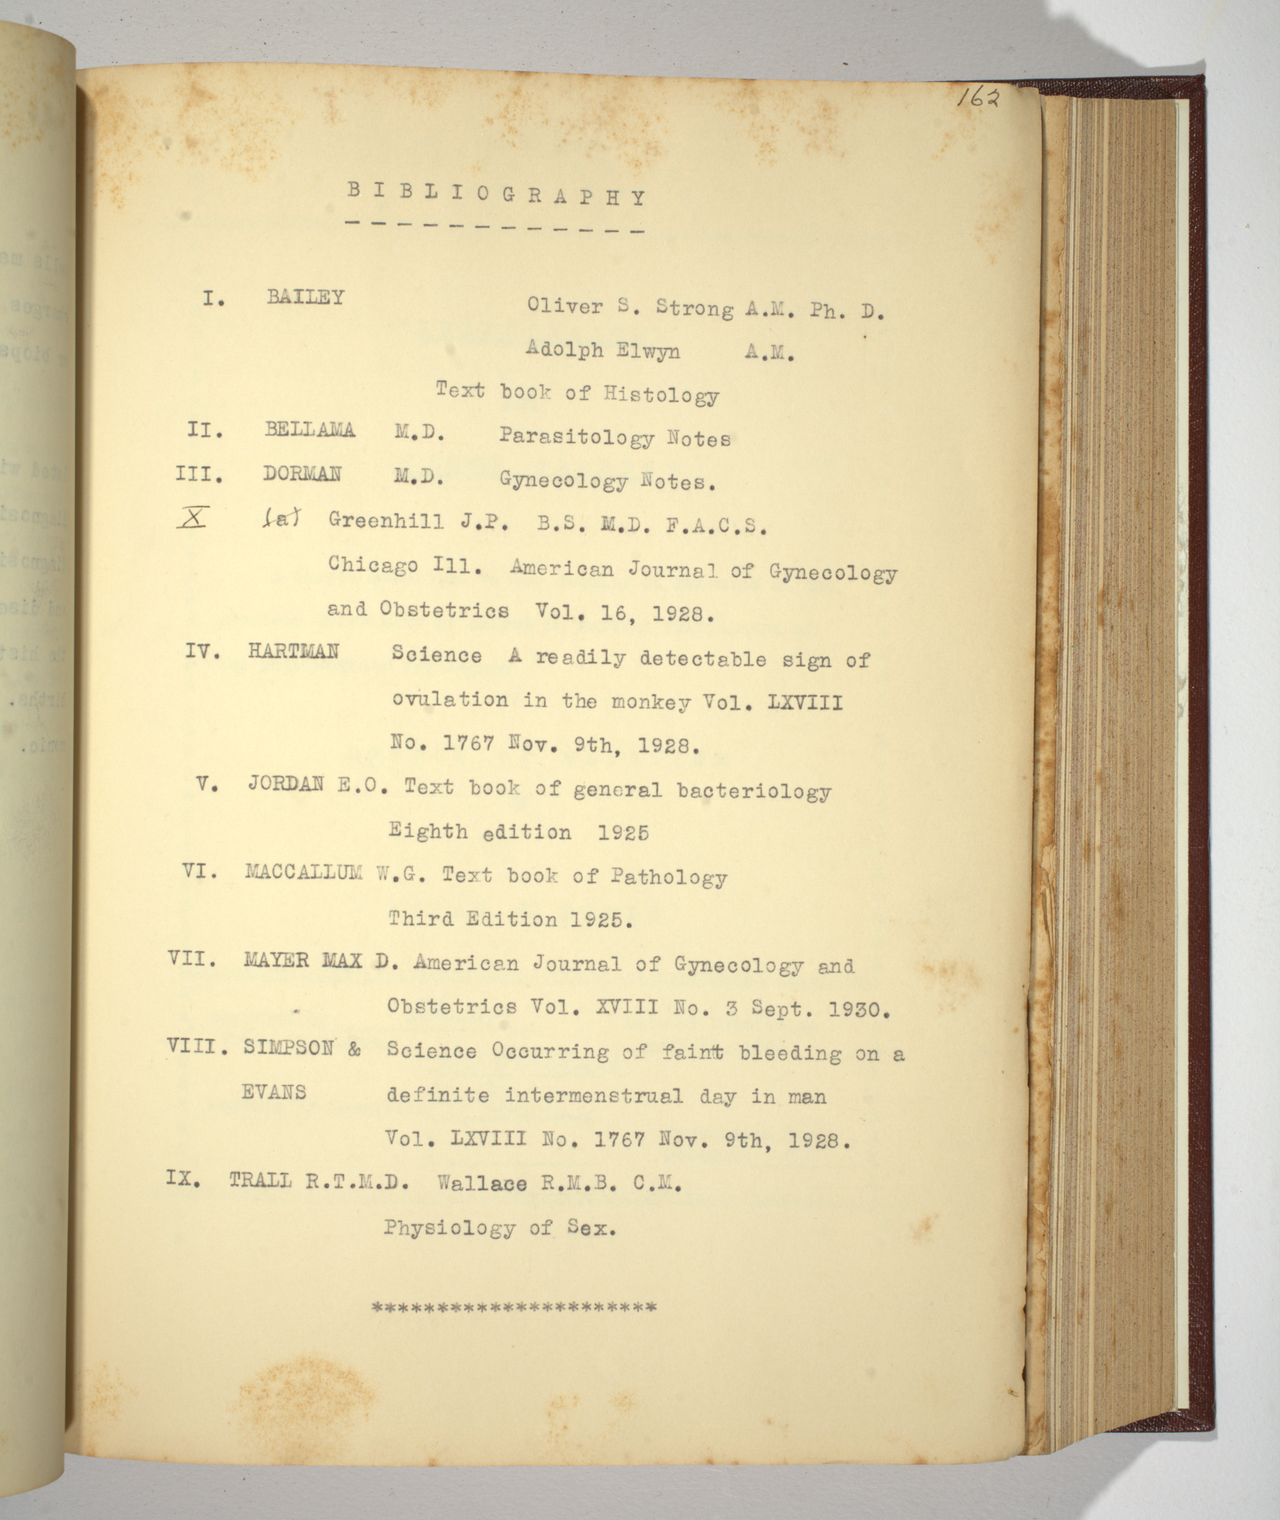 162
B I B L I O G R A P H Y
- - - - - - - - - - - -
I. BAILEY Oliver S. Strong A.M. Ph. D.
Adolph Elwyn A.M.
Text book of Histology
II. BELLAMA M.D. Parasitology Notes
III. DORMAN M.D. Gynecology Notes.
X (a) Greenhill J.P. B.S. M.D. F.A.C.S.
Chicago Ill. American Journal of Gynecology
and Obstetrics Vol. 16, 1928.
IV. HARTMAN Science A readily detectable sign of
ovulation in the monkey Vol. LXVIII
No. 1767 Nov. 9th, 1928.
V. JORDAN E.O. Text book of general bacteriology
Eighth edition 1925
VI. MACCALLUM W.G. Text book of Pathology
Third Edition 1925.
VII. MAYER MAX D. American Journal of Gynecology and
Obstetrics Vol. XVIII No. 3 Sept. 1930.
VIII. SIMPSON & Science Occurring of faint bleeding on a
EVANS definite intermenstrual day in man
Vol. LXVIII No. 1767 Nov. 9th, 1928.
IX. TRALL R.T.M.D. Wallace R.M.B. C.M.
Physiology of Sex.
**********************